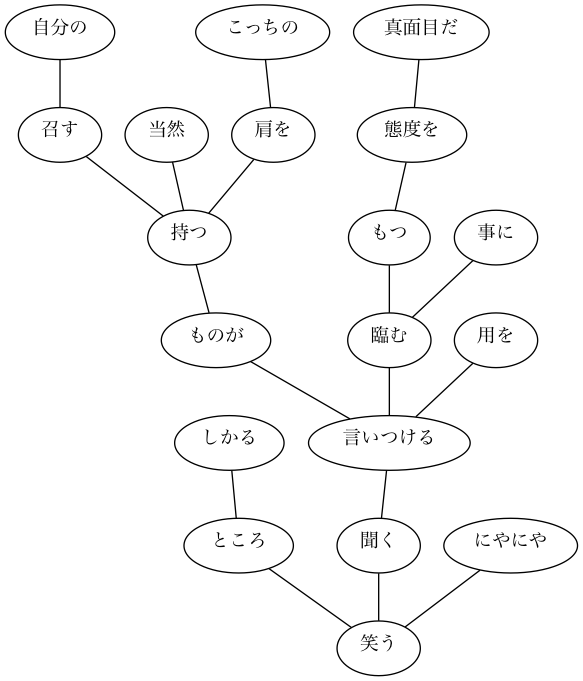 自分の
こっちの
真面目だ
召す
当然
肩を
態度を
持つ
もつ
事に
ものが
臨む
用を
しかる
言いつける
ところ
聞く
にやにや
笑う